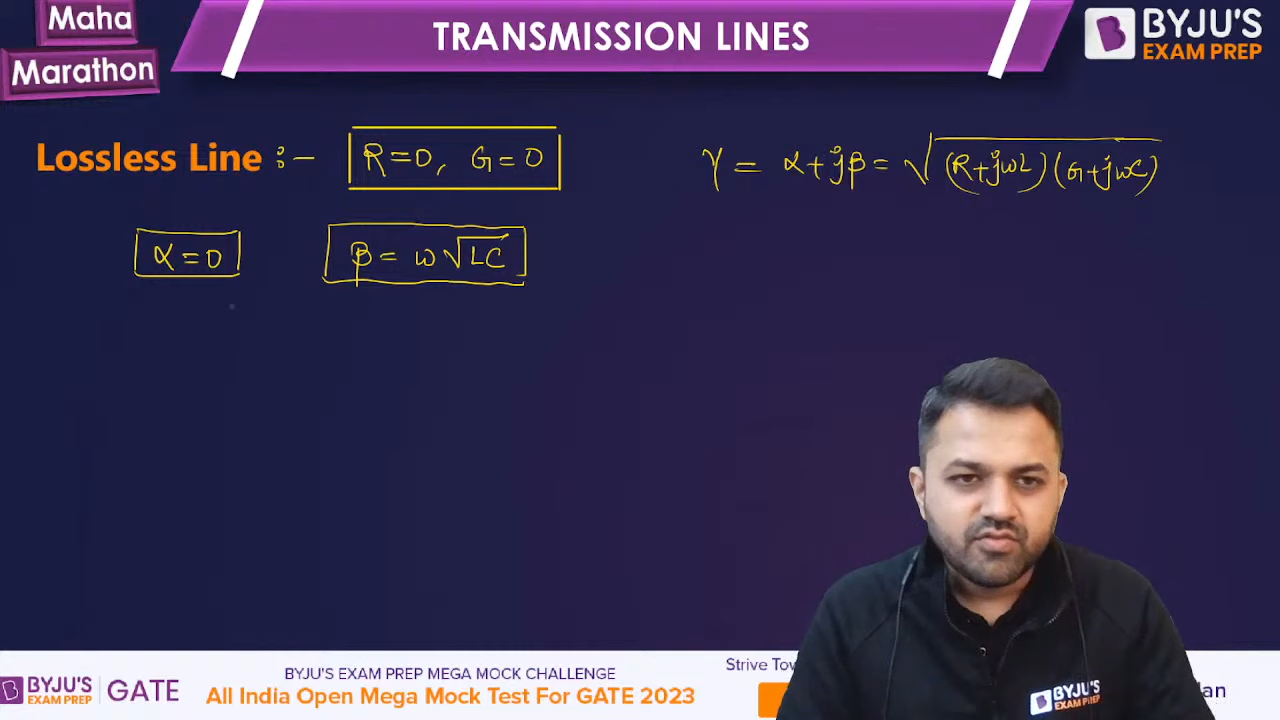 Maha
Marathon
TRANSMISSION LINES
BYJU'S
EXAM PREP
Lossless Line :- R=0, G=0
γ = α+jβ = √(R+jωL)(G+jωC)
α=0
β = ω√LC
BYJU'S
EXAM PREP
GATE
BYJU'S EXAM PREP MEGA MOCK CHALLENGE
All India Open Mega Mock Test For GATE 2023
Strive
BYJU'S
EXAM PREP